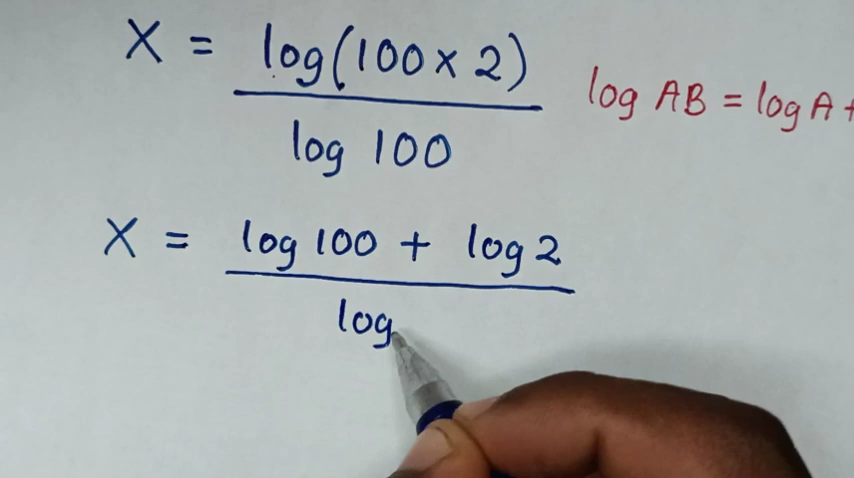 X = log(100 x 2)
log 100
log AB = log A +
X = log 100 + log 2
log